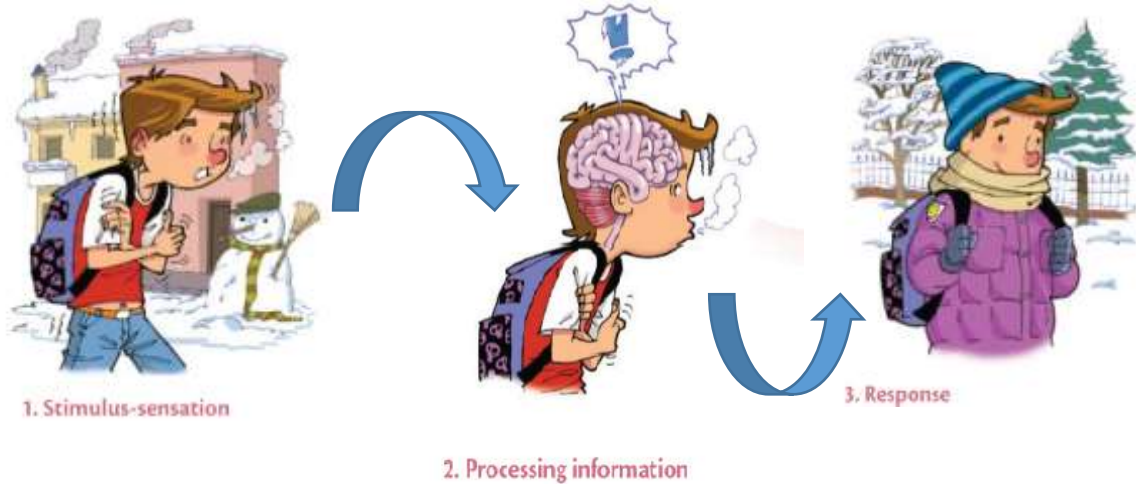 1. Stimulus-sensation
2. Processing information
3. Response